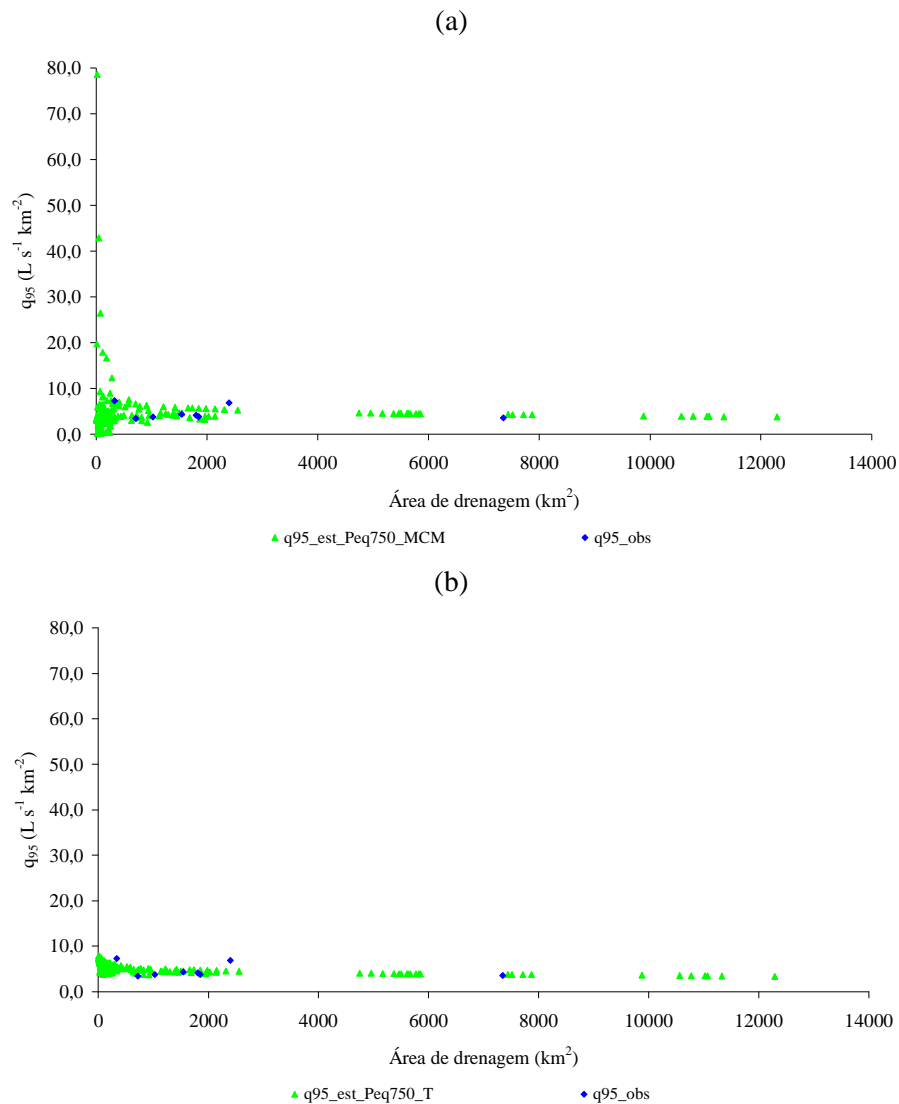 (a)
80,0
70,0
60,0
50,0
40,0
30,0
20,0
10,0
0,0
q95 (L s-1 km-2)
0 2000 4000 6000 8000 10000 12000 14000
Área de drenagem (km2)
q95_est_Peq750_MCM q95_obs
(b)
80,0
70,0
60,0
50,0
40,0
30,0
20,0
10,0
0,0
q95 (L s-1 km-2)
0 2000 4000 6000 8000 10000 12000 14000
Área de drenagem (km2)
q95_est_Peq750_T q95_obs